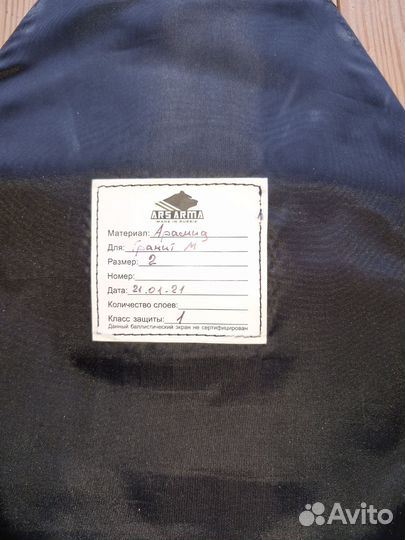 ARS ARMA
MADE IN RUSSIA
Материал: Арамид
Для: Гранит М
Размер: 2
Номер:
Дата: 21.01-21
Количество слоев:
Класс защиты: 1
Данный баллистический экран не сертифицирован
Avito